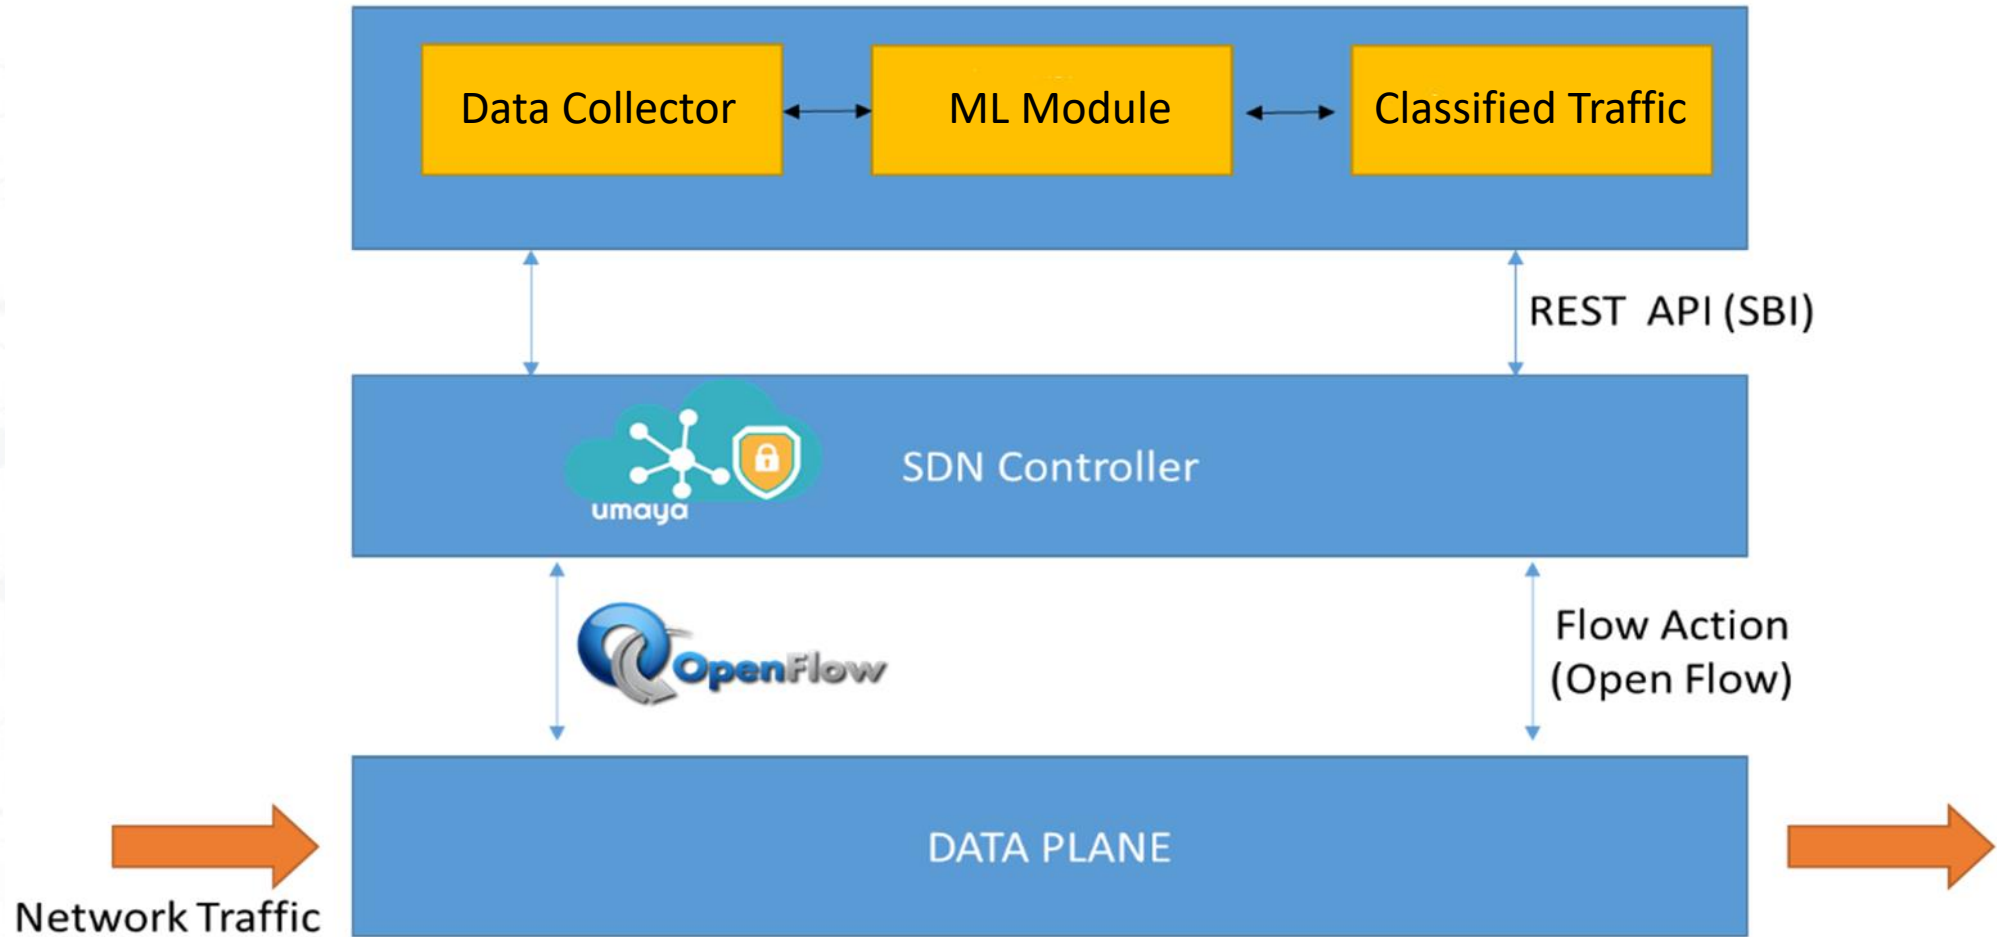 Data Collector
ML Module
Classified Traffic
REST API (SBI)
umaya
SDN Controller
OpenFlow
Flow Action
(Open Flow)
DATA PLANE
Network Traffic